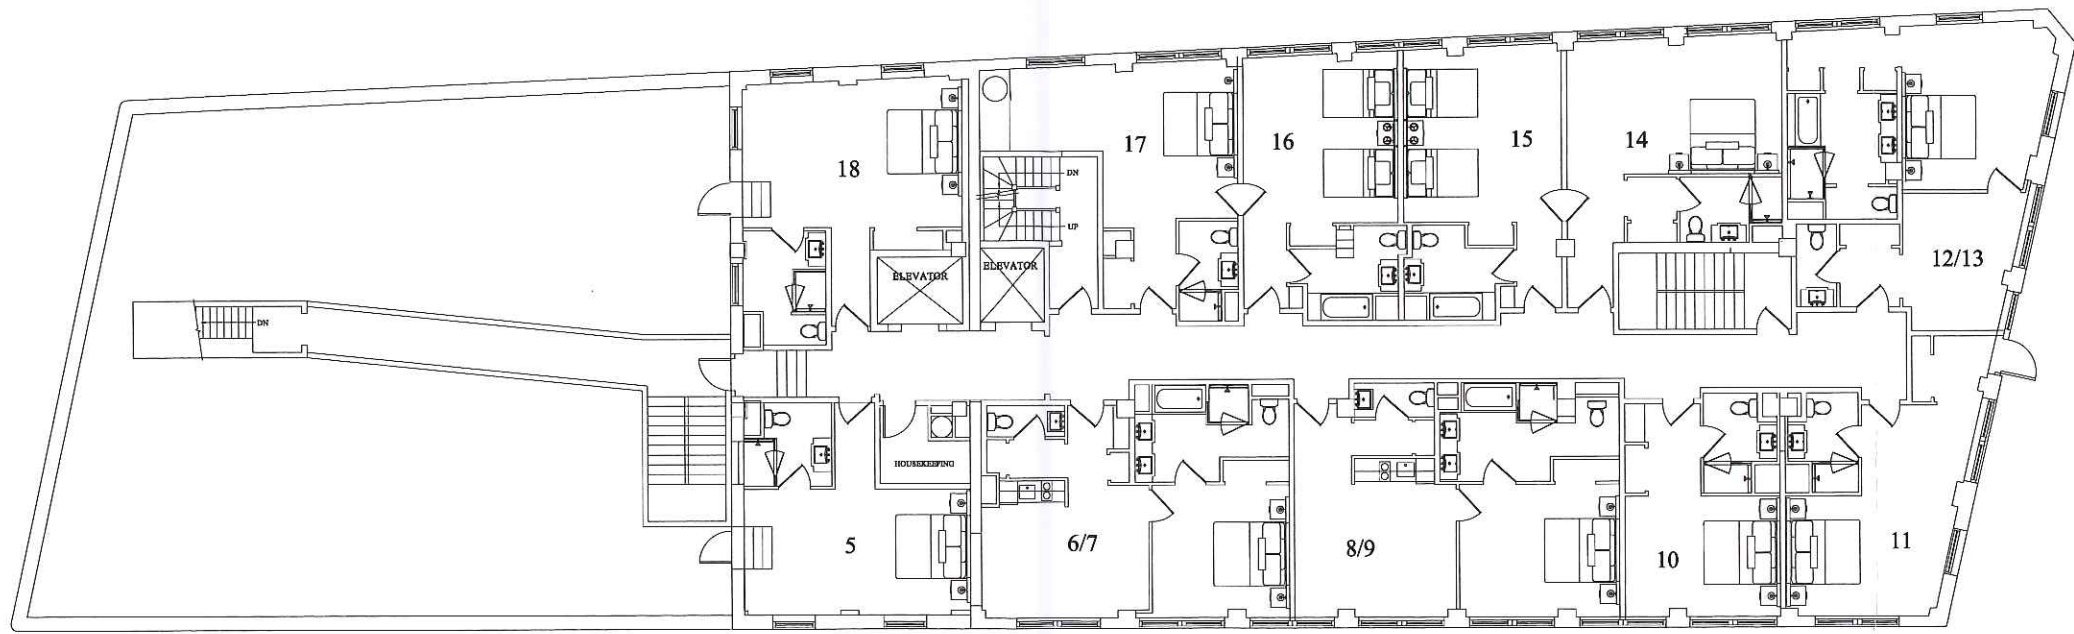 18
17
16
15
14
12/13
DN
UP
ELEVATOR
ELEVATOR
DN
HOUSEKEEPING
5
6/7
8/9
10
11